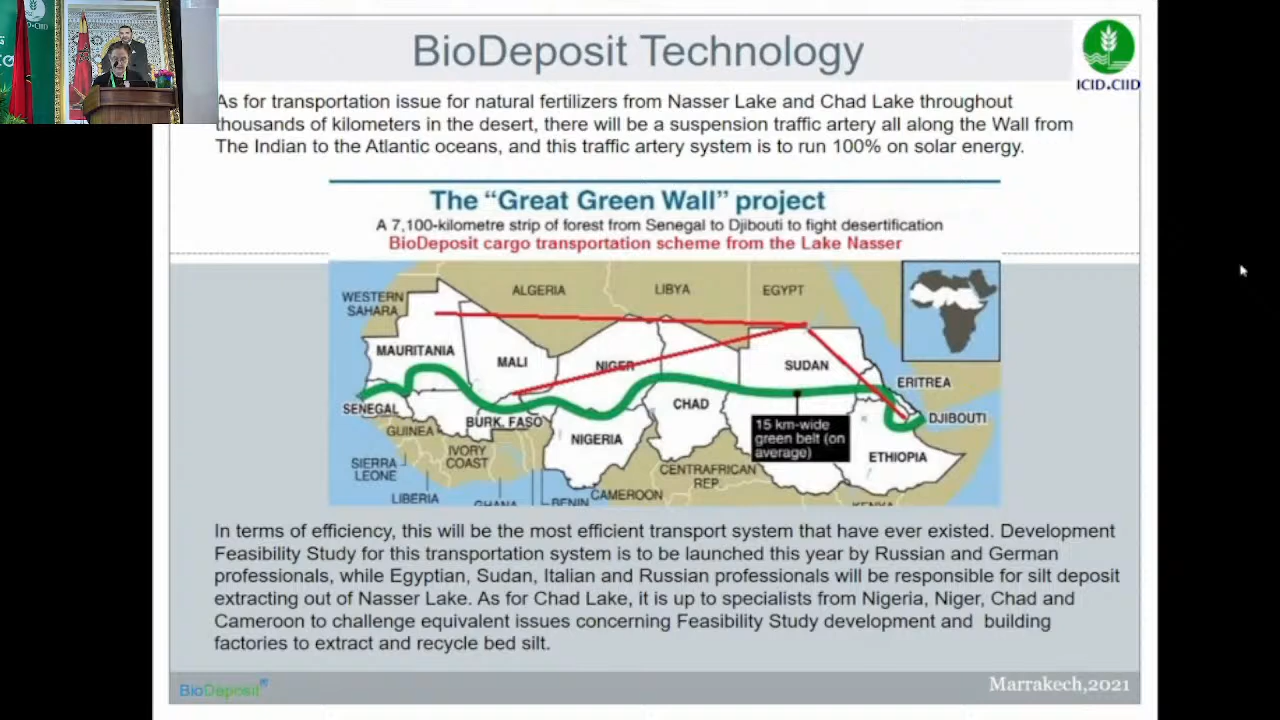 BioDeposit Technology
ICID.CIID
As for transportation issue for natural fertilizers from Nasser Lake and Chad Lake throughout
thousands of kilometers in the desert, there will be a suspension traffic artery all along the Wall from
The Indian to the Atlantic oceans, and this traffic artery system is to run 100% on solar energy.
The “Great Green Wall” project
A 7,100-kilometre strip of forest from Senegal to Djibouti to fight desertification
BioDeposit cargo transportation scheme from the Lake Nasser
WESTERN
SAHARA
ALGERIA
LIBYA
EGYPT
MAURITANIA
MALI
NIGER
SUDAN
ERITREA
SENEGAL
BURK. FASO
CHAD
DJIBOUTI
GUINEA
NIGERIA
15 km-wide
green belt (on
average)
ETHIOPIA
SIERRA
LEONE
IVORY
COAST
CENTRAFRICAN
REP.
LIBERIA
GHANA
BENIN
CAMEROON
KENYA
In terms of efficiency, this will be the most efficient transport system that have ever existed. Development
Feasibility Study for this transportation system is to be launched this year by Russian and German
professionals, while Egyptian, Sudan, Italian and Russian professionals will be responsible for silt deposit
extracting out of Nasser Lake. As for Chad Lake, it is up to specialists from Nigeria, Niger, Chad and
Cameroon to challenge equivalent issues concerning Feasibility Study development and building
factories to extract and recycle bed silt.
BioDeposit®
Marrakech,2021